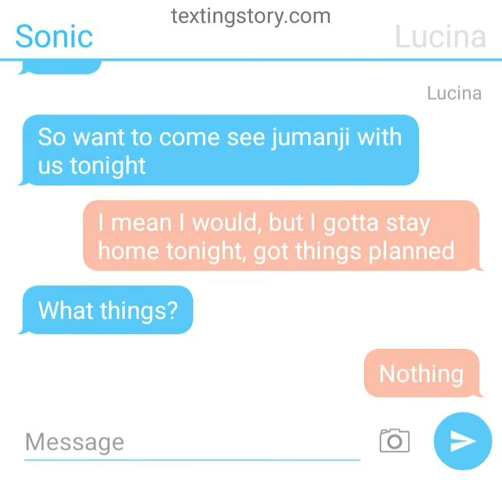 textingstory.com
Sonic
Lucina
Lucina
So want to come see jumanji with
us tonight
I mean I would, but I gotta stay
home tonight, got things planned
What things?
Nothing
Message